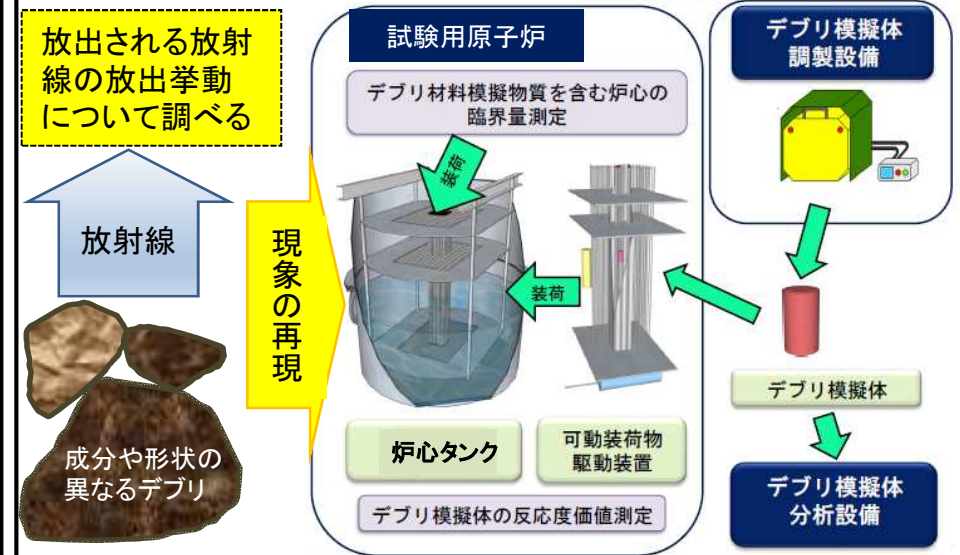 放出される放射
線の放出挙動
について調べる
放射線
成分や形状の
異なるデブリ
現象の再現
試験用原子炉
デブリ材料模擬物質を含む炉心の
臨界量測定
装荷
装荷
炉心タンク
可動装荷物
駆動装置
デブリ模擬体の反応度価値測定
デブリ模擬体
調製設備
デブリ模擬体
デブリ模擬体
分析設備